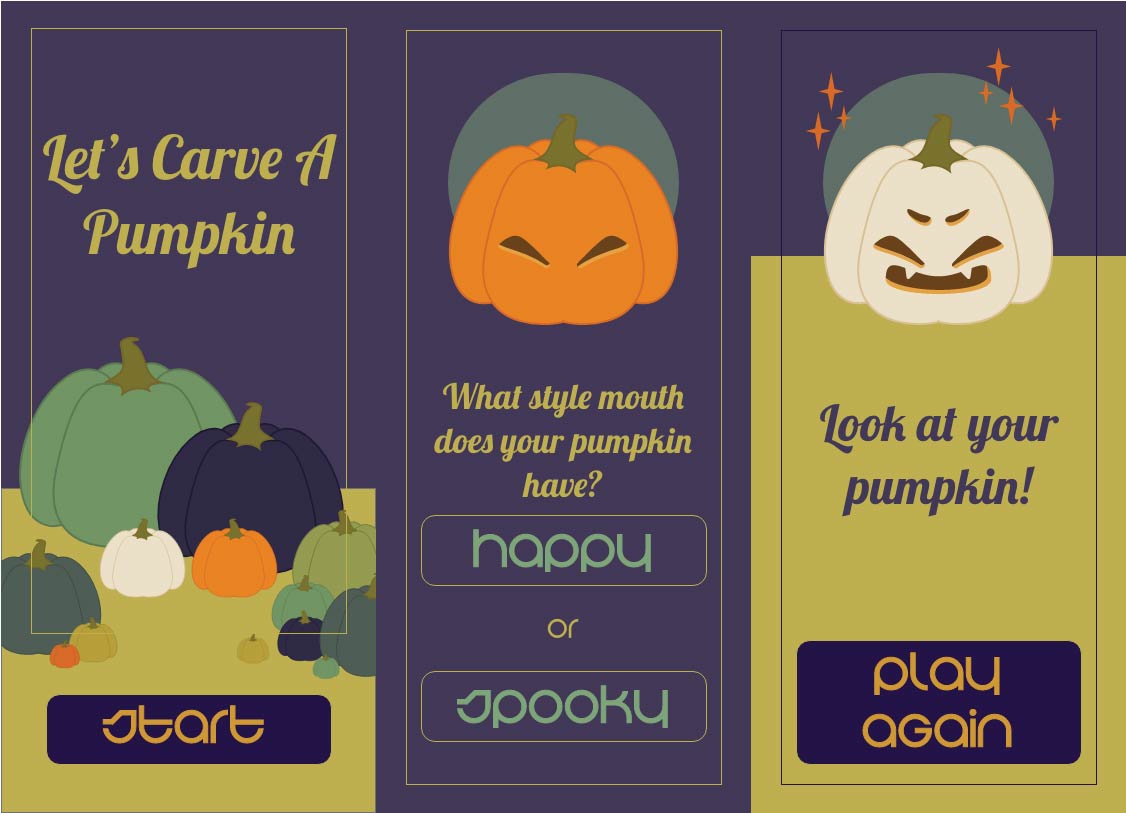 Let's Carve A
Pumpkin
start
What style mouth
does your pumpkin
have?
happy
or
spooky
Look at your
pumpkin!
play
again